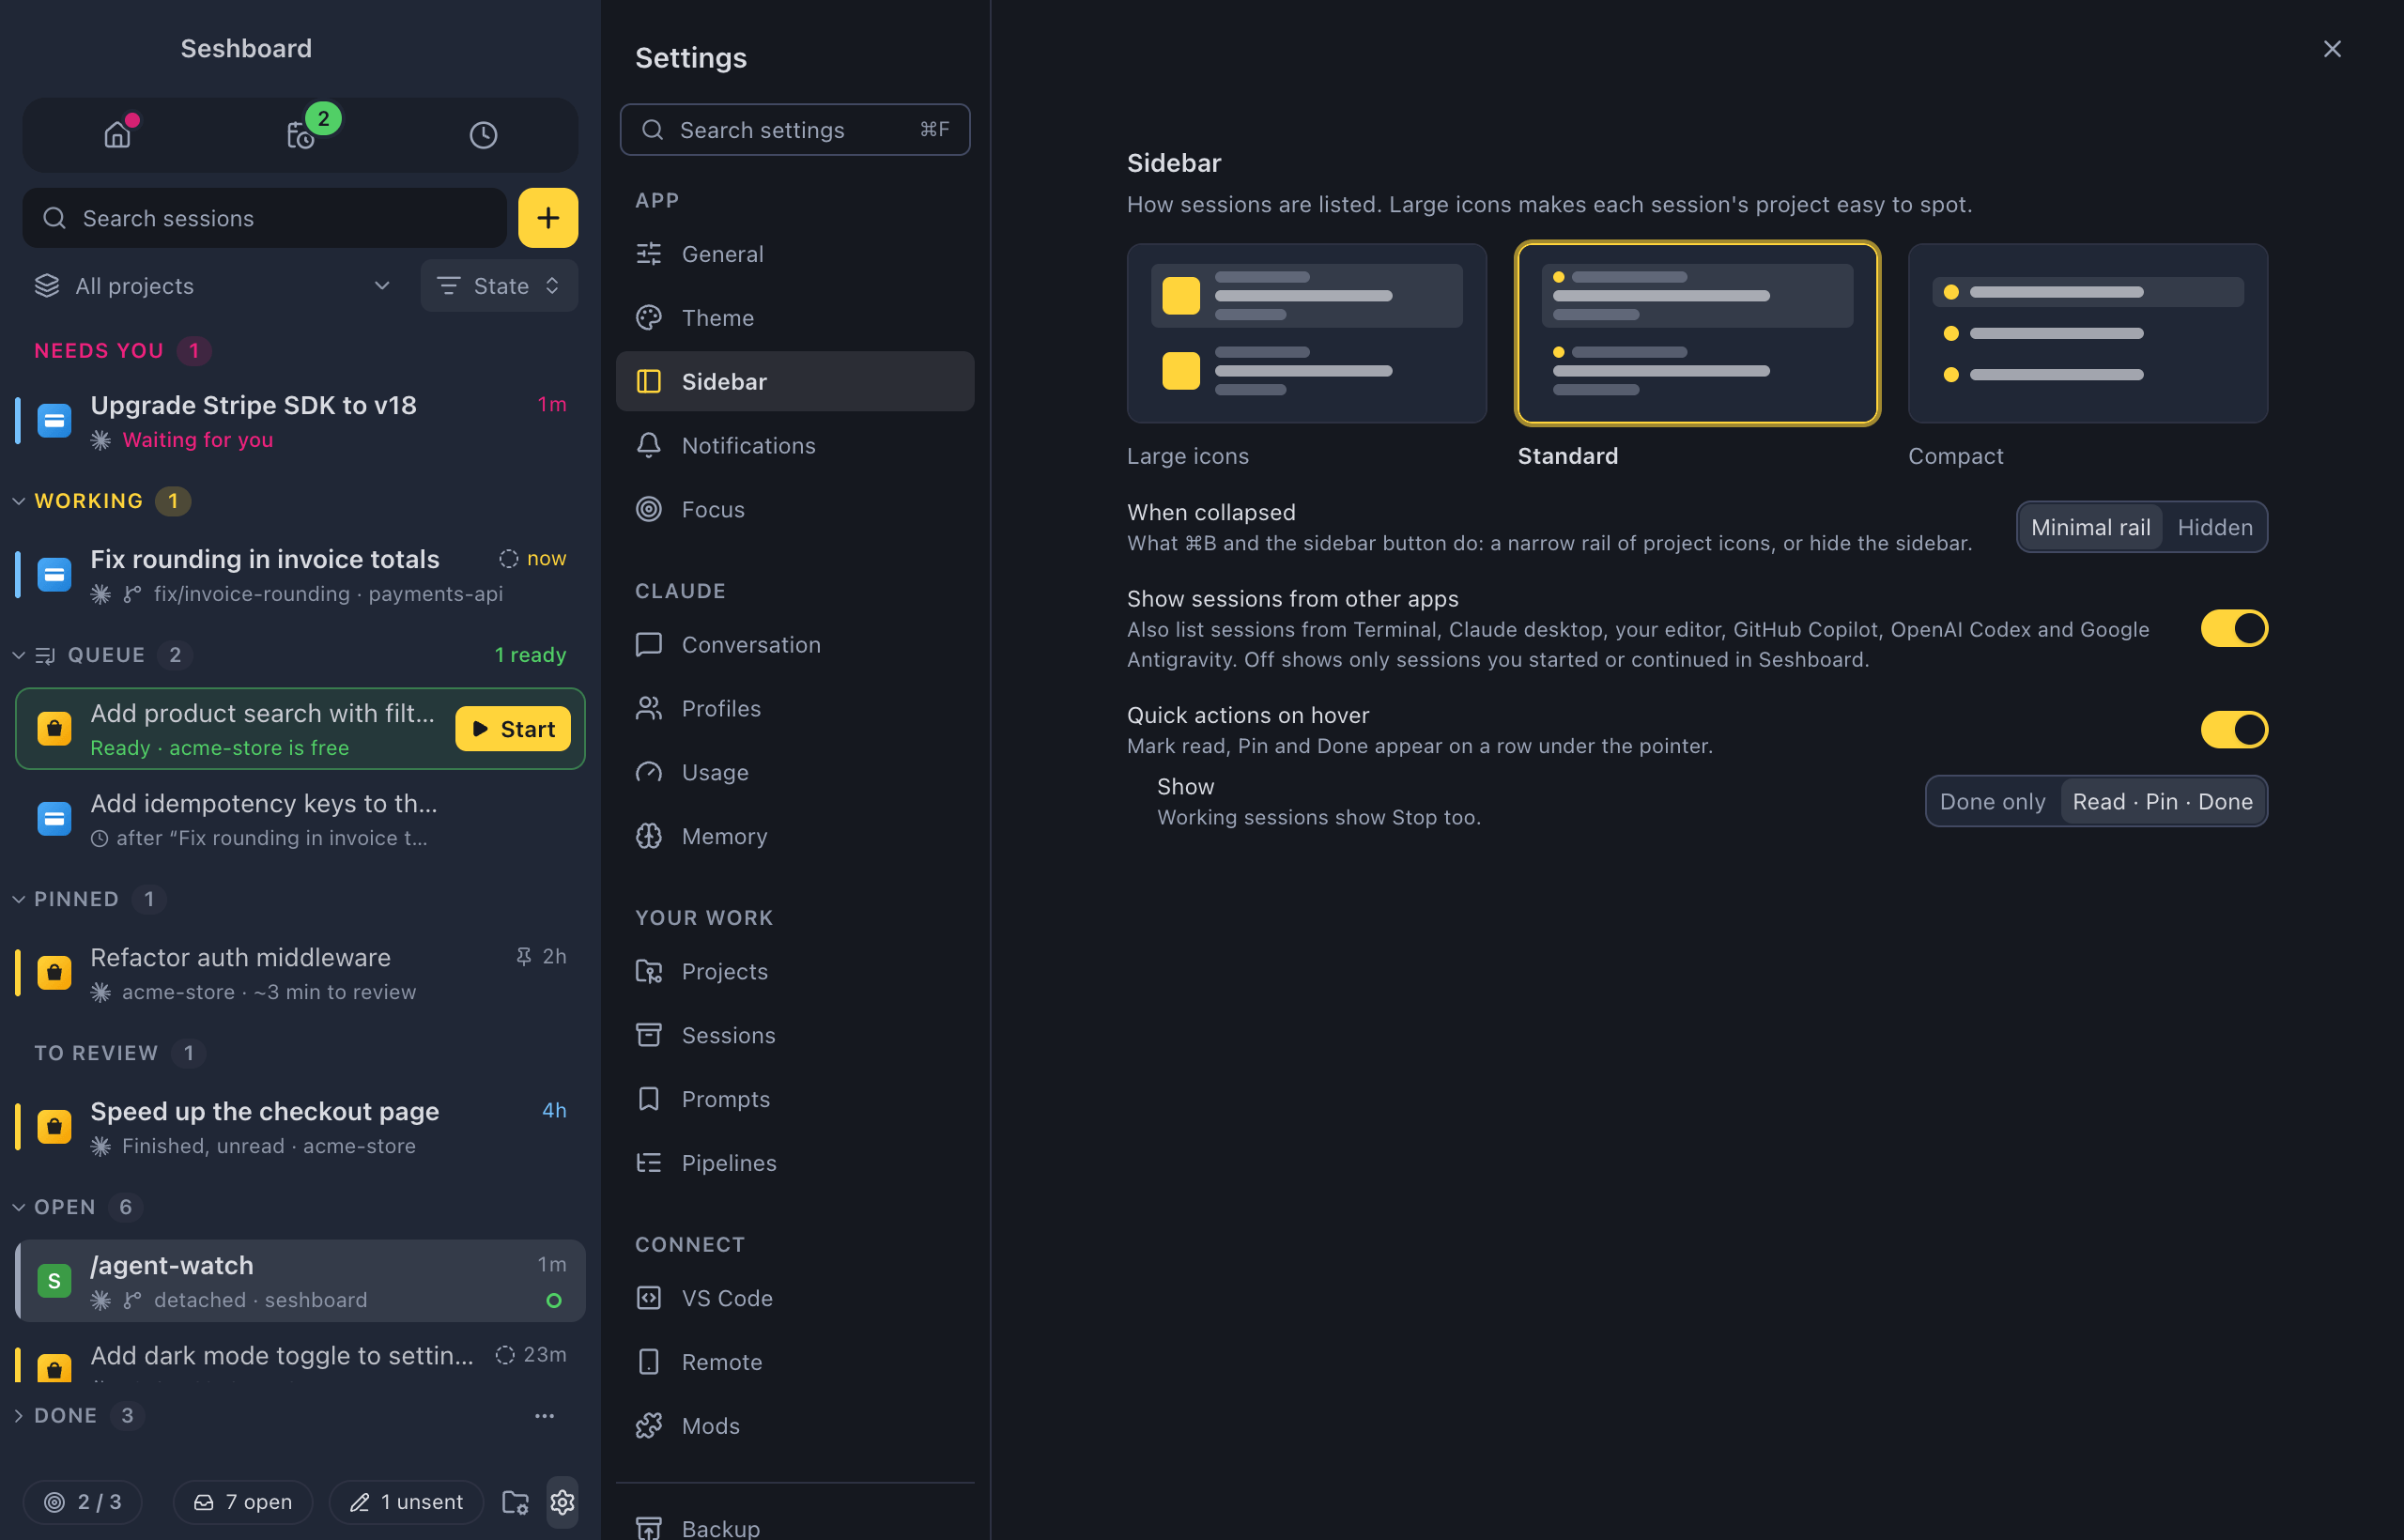 Seshboard
2
Search sessions
All projects
State
NEEDS YOU 1
Upgrade Stripe SDK to v18 1m
Waiting for you
WORKING 1
Fix rounding in invoice totals now
fix/invoice-rounding · payments-api
QUEUE 2 1 ready
Add product search with filt...
Ready · acme-store is free
Start
Add idempotency keys to th...
after “Fix rounding in invoice t...
PINNED 1
Refactor auth middleware 2h
acme-store · ~3 min to review
TO REVIEW 1
Speed up the checkout page 4h
Finished, unread · acme-store
OPEN 6
S
/agent-watch 1m
detached · seshboard
Add dark mode toggle to settin... 23m
DONE 3
2 / 3
7 open
1 unsent
Settings
Search settings ⌘F
APP
General
Theme
Sidebar
Notifications
Focus
CLAUDE
Conversation
Profiles
Usage
Memory
YOUR WORK
Projects
Sessions
Prompts
Pipelines
CONNECT
VS Code
Remote
Mods
Backup
Sidebar
How sessions are listed. Large icons makes each session's project easy to spot.
Large icons
Standard
Compact
When collapsed
What ⌘B and the sidebar button do: a narrow rail of project icons, or hide the sidebar.
Minimal rail Hidden
Show sessions from other apps
Also list sessions from Terminal, Claude desktop, your editor, GitHub Copilot, OpenAI Codex and Google
Antigravity. Off shows only sessions you started or continued in Seshboard.
Quick actions on hover
Mark read, Pin and Done appear on a row under the pointer.
Show
Working sessions show Stop too.
Done only Read · Pin · Done